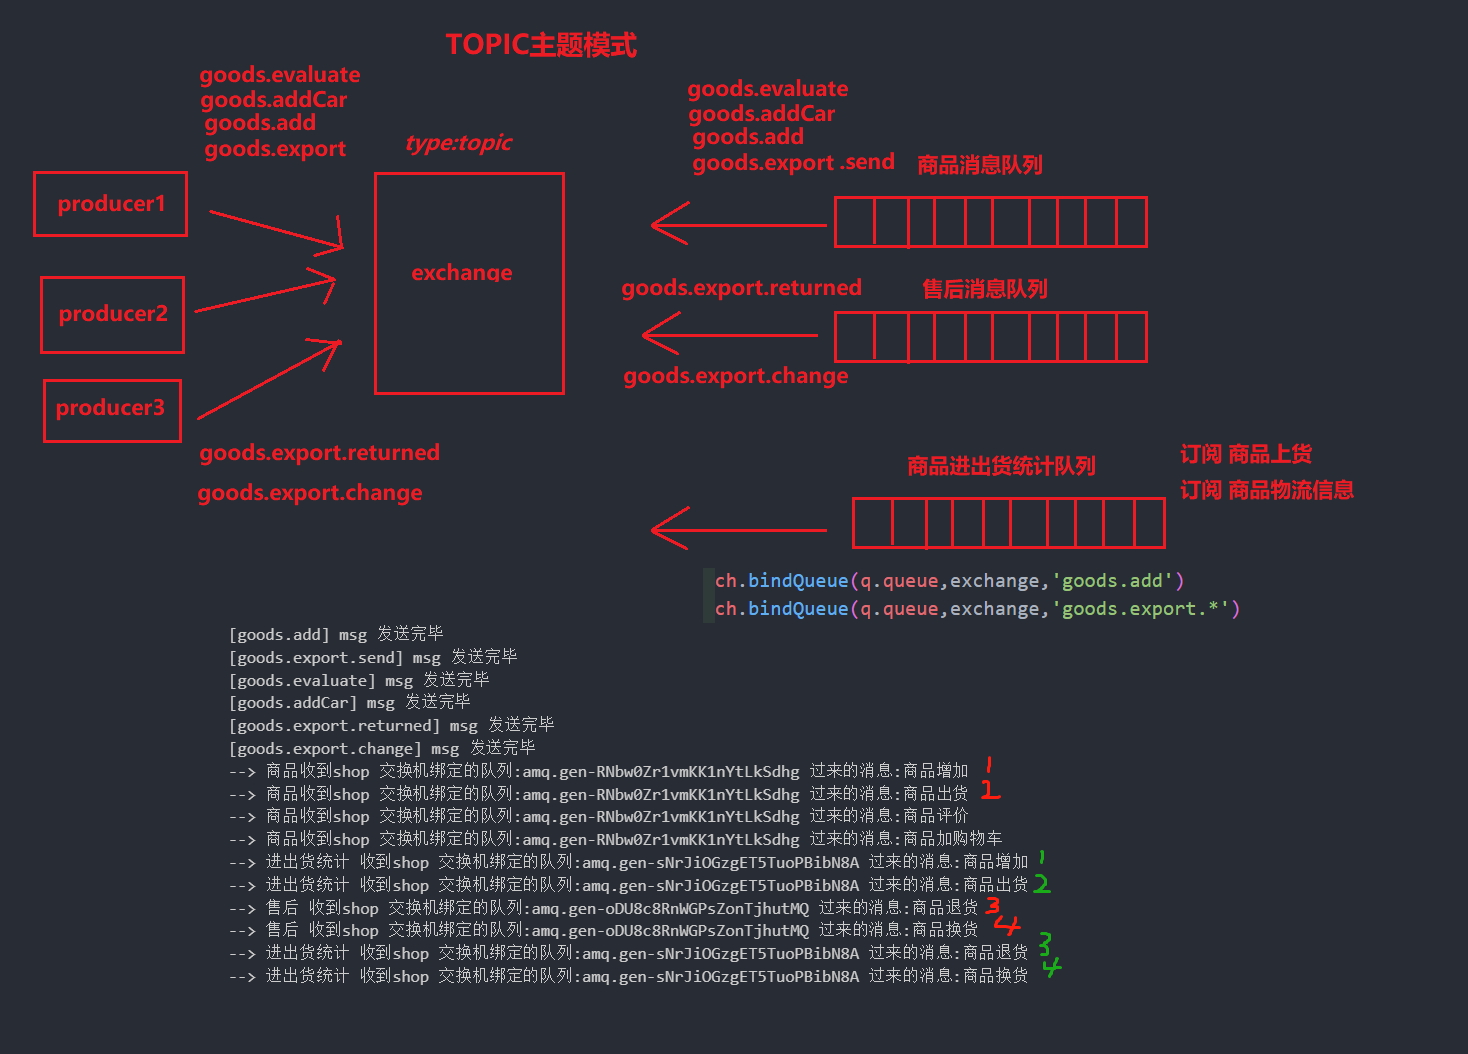 TOPIC主题模式
goods.evaluate
goods.addCar
goods.add
goods.export
type:topic
goods.evaluate
goods.addCar
goods.add
goods.export .send
商品消息队列
producer1
exchange
goods.export.returned
售后消息队列
producer2
goods.export.change
producer3
goods.export.returned
goods.export.change
商品进出货统计队列
订阅 商品上货
订阅 商品物流信息
ch.bindQueue(q.queue,exchange,'goods.add')
ch.bindQueue(q.queue,exchange,'goods.export.*')
[goods.add] msg 发送完毕
[goods.export.send] msg 发送完毕
[goods.evaluate] msg 发送完毕
[goods.addCar] msg 发送完毕
[goods.export.returned] msg 发送完毕
[goods.export.change] msg 发送完毕
--> 商品收到shop 交换机绑定的队列:amq.gen-RNbw0Zr1vmKK1nYtLkSdhg 过来的消息:商品增加 1
--> 商品收到shop 交换机绑定的队列:amq.gen-RNbw0Zr1vmKK1nYtLkSdhg 过来的消息:商品出货 2
--> 商品收到shop 交换机绑定的队列:amq.gen-RNbw0Zr1vmKK1nYtLkSdhg 过来的消息:商品评价
--> 商品收到shop 交换机绑定的队列:amq.gen-RNbw0Zr1vmKK1nYtLkSdhg 过来的消息:商品加购物车
--> 进出货统计 收到shop 交换机绑定的队列:amq.gen-sNrJiOGzgET5TuoPBibN8A 过来的消息:商品增加 1
--> 进出货统计 收到shop 交换机绑定的队列:amq.gen-sNrJiOGzgET5TuoPBibN8A 过来的消息:商品出货 2
--> 售后 收到shop 交换机绑定的队列:amq.gen-oDU8c8RnWGPsZonTjhutMQ 过来的消息:商品退货 3
--> 售后 收到shop 交换机绑定的队列:amq.gen-oDU8c8RnWGPsZonTjhutMQ 过来的消息:商品换货 4
--> 进出货统计 收到shop 交换机绑定的队列:amq.gen-sNrJiOGzgET5TuoPBibN8A 过来的消息:商品退货 3
--> 进出货统计 收到shop 交换机绑定的队列:amq.gen-sNrJiOGzgET5TuoPBibN8A 过来的消息:商品换货 4